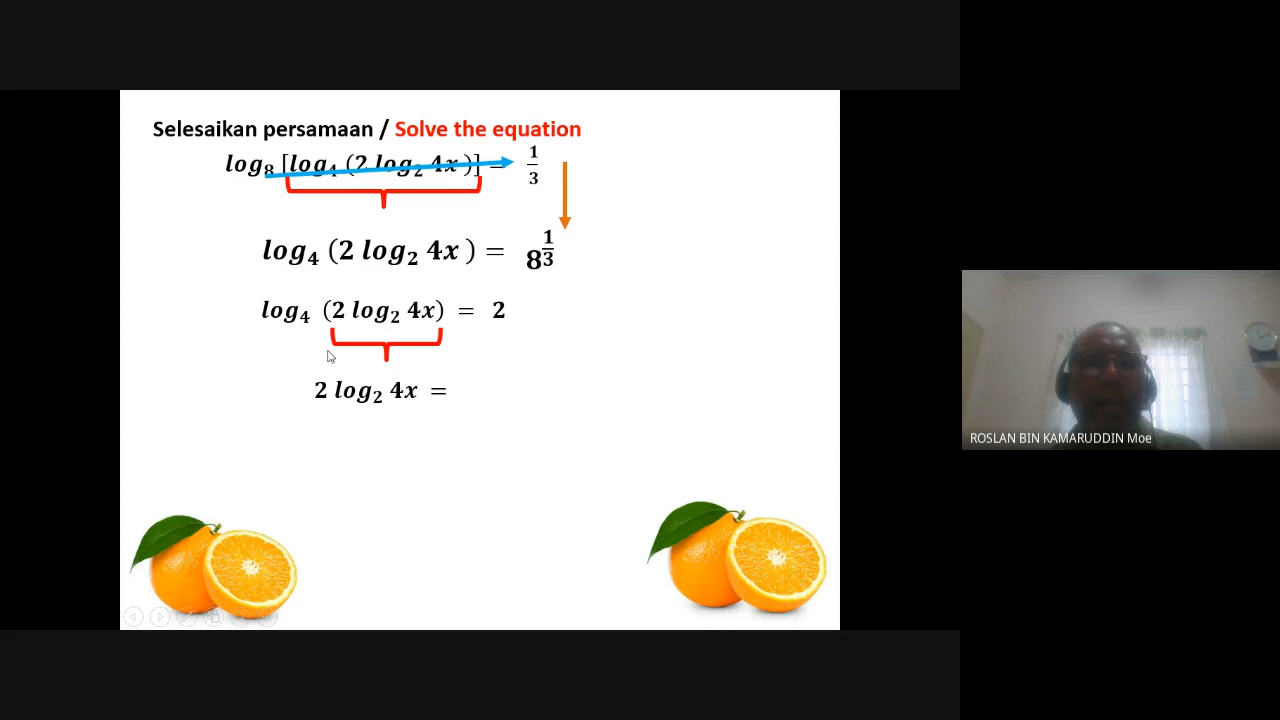 Selesaikan persamaan / Solve the equation
log₈ [log₄ (2 log₂ 4x )] = 1/3
log₄ (2 log₂ 4x ) = 8^(1/3)
log₄ (2 log₂ 4x) = 2
2 log₂ 4x =
ROSLAN BIN KAMARUDDIN Moe